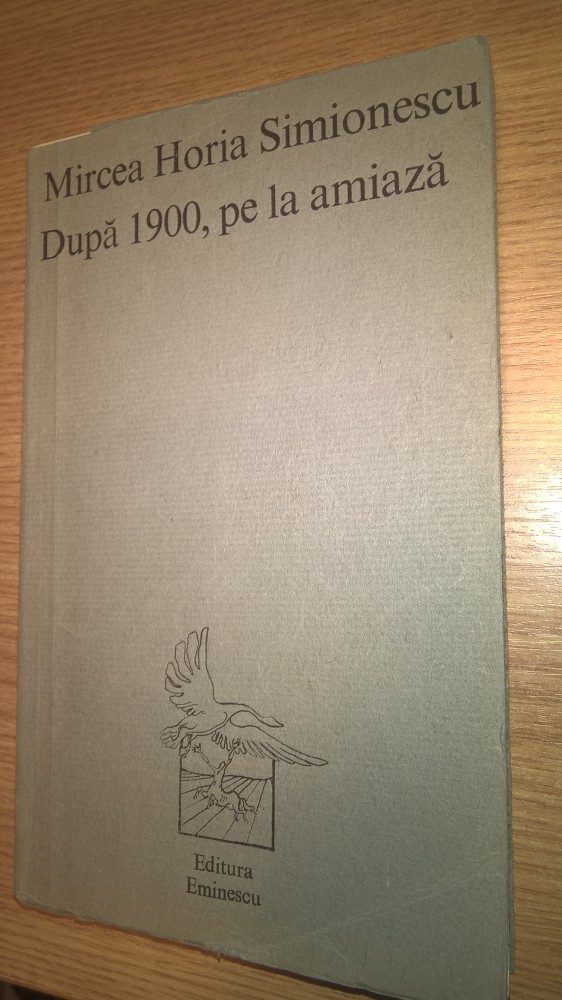 Mircea Horia Simionescu
După 1900, pe la amiază
Editura
Eminescu